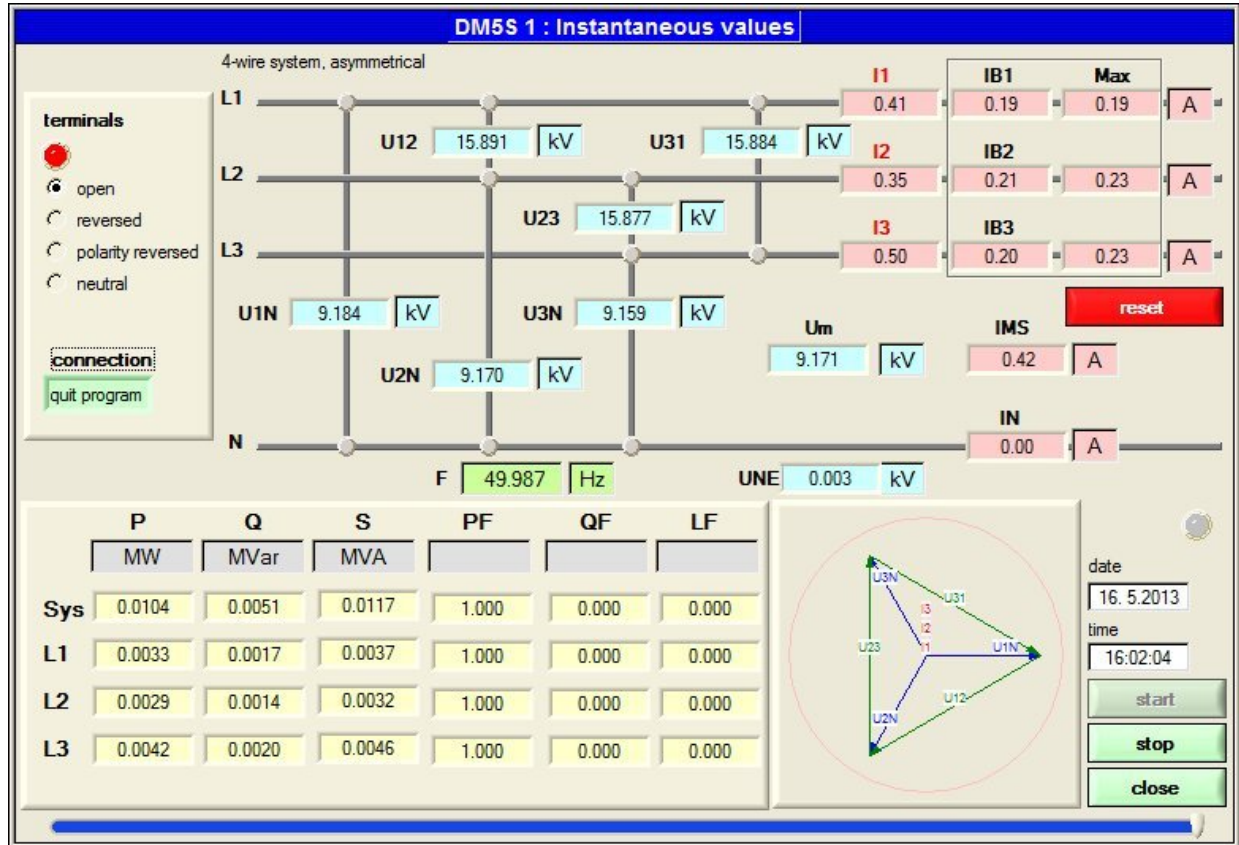 DM5S 1 : Instantaneous values
4-wire system, asymmetrical
terminals
open
reversed
polarity reversed
neutral
connection
quit program
L1
I1
IB1
Max
0.41
0.19
0.19
A
U12 15.891 kV
U31 15.884 kV
L2
I2
IB2
0.35
0.21
0.23
A
U23 15.877 kV
L3
I3
IB3
0.50
0.20
0.23
A
reset
U1N 9.184 kV
U3N 9.159 kV
Um
9.171 kV
IMS
0.42 A
U2N 9.170 kV
N
IN
0.00 A
F 49.987 Hz
UNE 0.003 kV
P Q S PF QF LF
MW MVar MVA
Sys 0.0104 0.0051 0.0117 1.000 0.000 0.000
L1 0.0033 0.0017 0.0037 1.000 0.000 0.000
L2 0.0029 0.0014 0.0032 1.000 0.000 0.000
L3 0.0042 0.0020 0.0046 1.000 0.000 0.000
U3N
U31
I3
I2
U23
I1
U1N
U12
U2N
date
16. 5.2013
time
16:02:04
start
stop
close